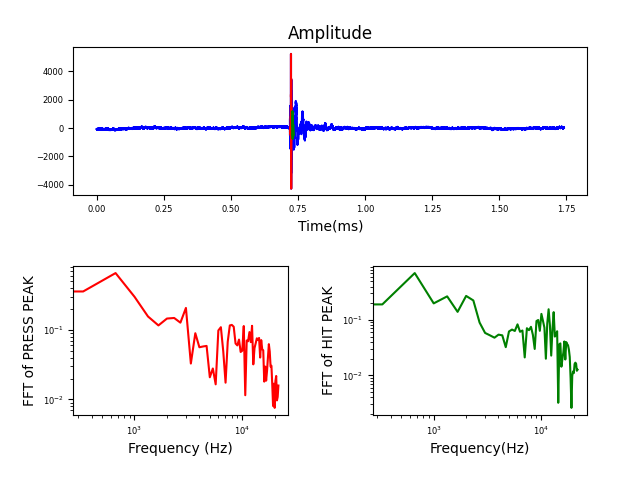 Amplitude
4000
2000
0
−2000
−4000
0.00 0.25 0.50 0.75 1.00 1.25 1.50 1.75
Time(ms)
FFT of PRESS PEAK
10⁻¹
10⁻²
10³ 10⁴
Frequency (Hz)
FFT of HIT PEAK
10⁻¹
10⁻²
10³ 10⁴
Frequency(Hz)